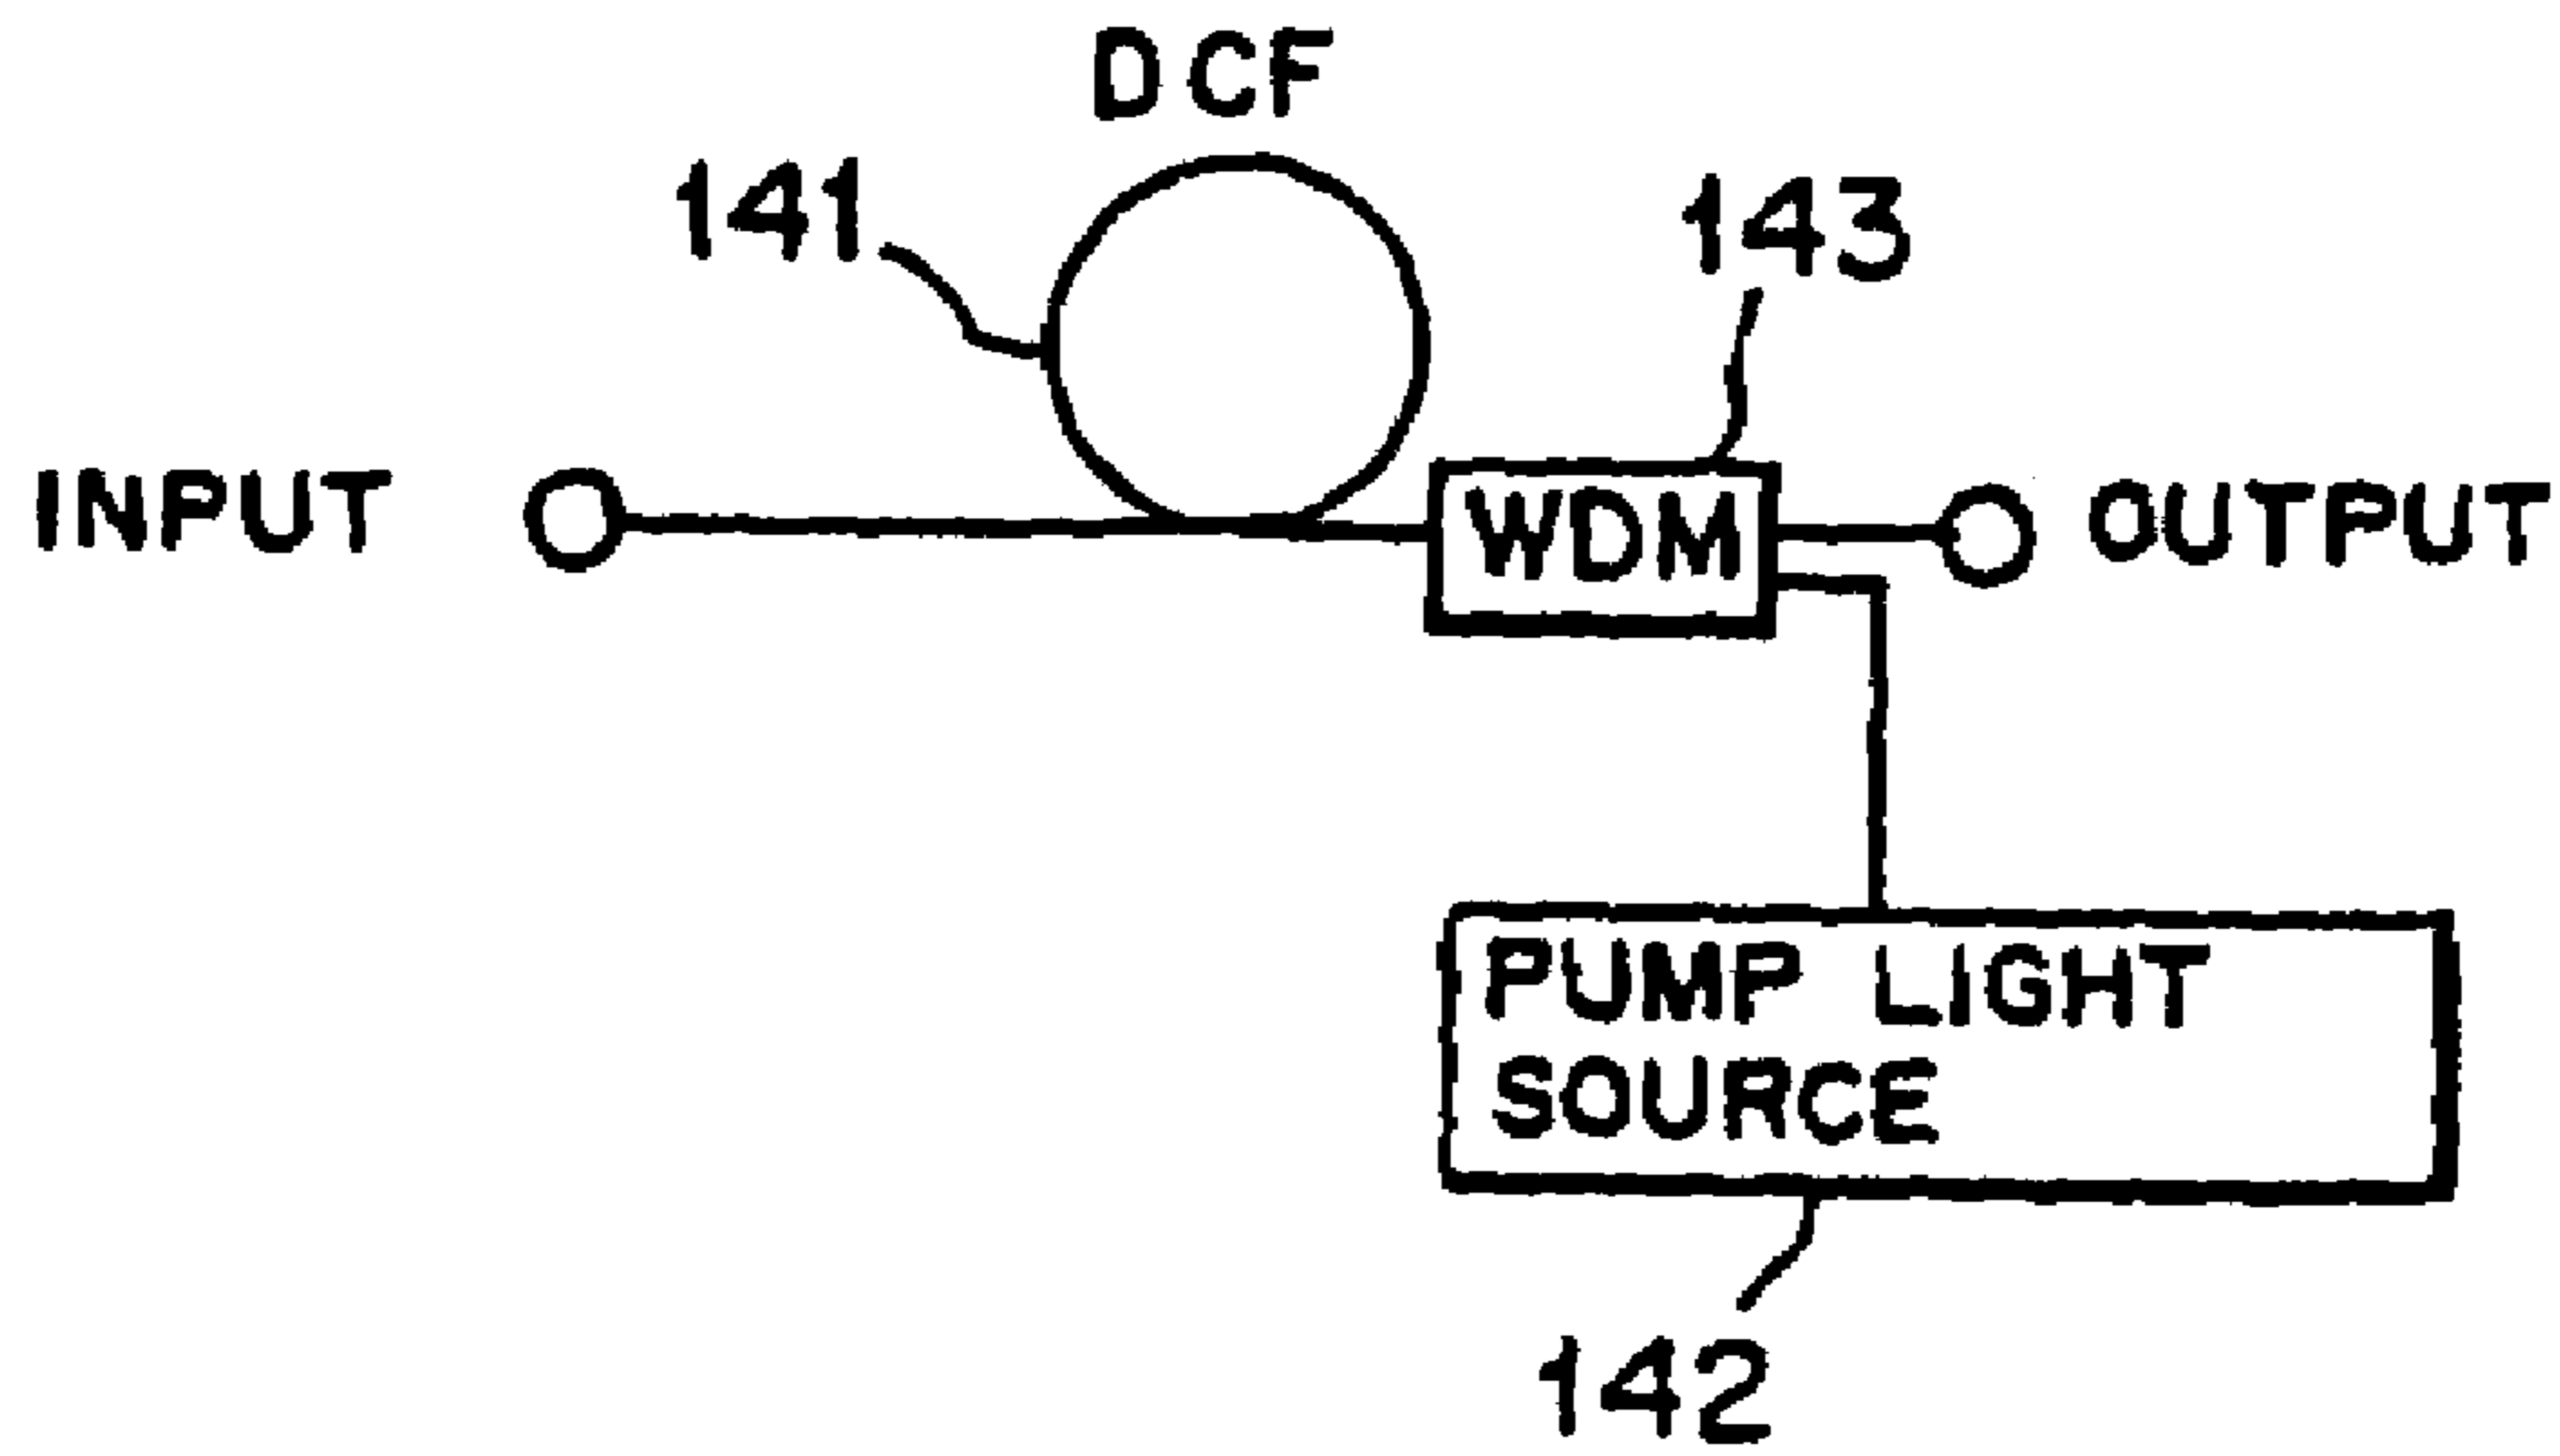 DCF
141
143
INPUT
WDM
OUTPUT
PUMP LIGHT
SOURCE
142